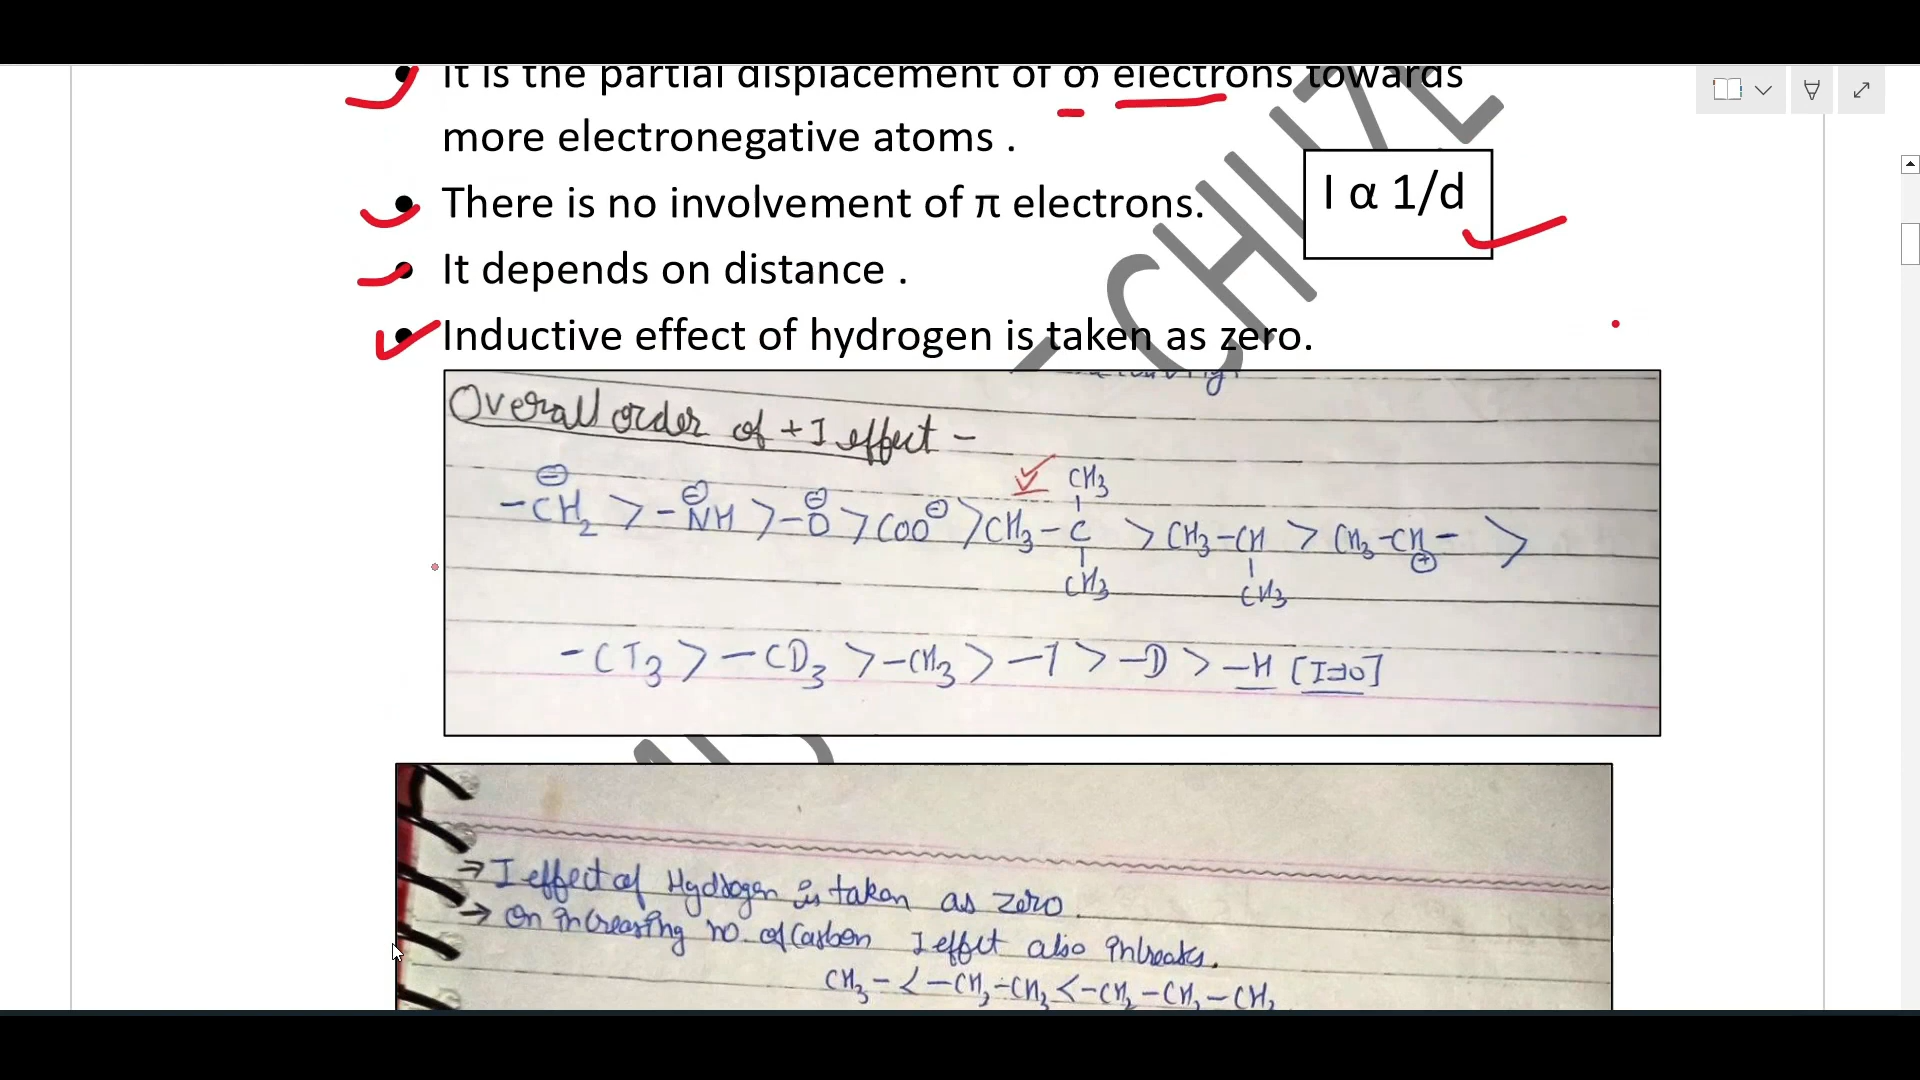 It is the partial displacement of σ electrons towards
more electronegative atoms .
There is no involvement of π electrons.
I α 1/d
It depends on distance .
Inductive effect of hydrogen is taken as zero.
Overall order of +I effect -
-CH2⊖ > -NH⊖ > -O⊖ > COO⊖ > CH3-C(CH3)(CH3) > CH3-CH(CH3) > CH3-CH- ⊕ >
-CT3 > -CD3 > -CH3 > -T > -D > -H [I=0]
→ I effect of Hydrogen is taken as zero.
→ On increasing no. of Carbon I effect also
CH3- < -CH2-CH3 < -CH2-CH2-CH3